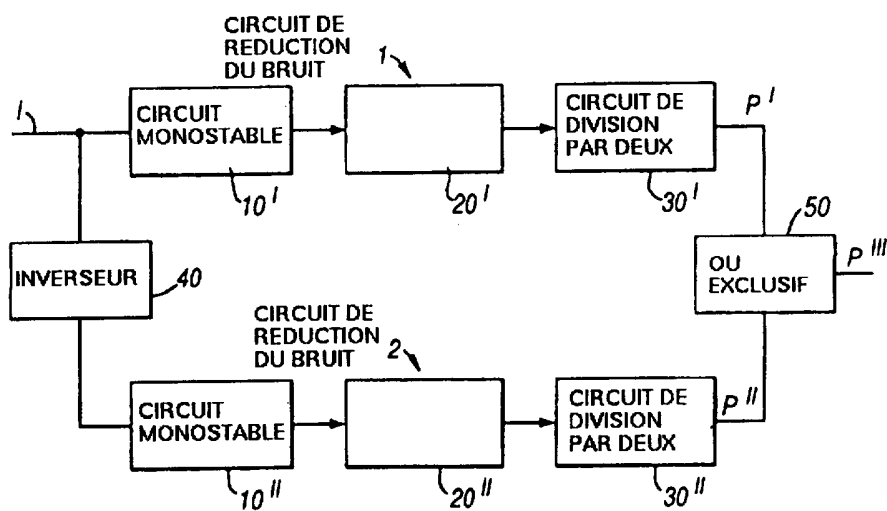 CIRCUIT DE
REDUCTION
DU BRUIT
1
I
CIRCUIT
MONOSTABLE
10 I
20 I
CIRCUIT DE
DIVISION
PAR DEUX
30 I
P I
INVERSEUR
40
50
OU
EXCLUSIF
P III
CIRCUIT DE
REDUCTION
DU BRUIT
2
CIRCUIT
MONOSTABLE
10 II
20 II
CIRCUIT DE
DIVISION
PAR DEUX
30 II
P II